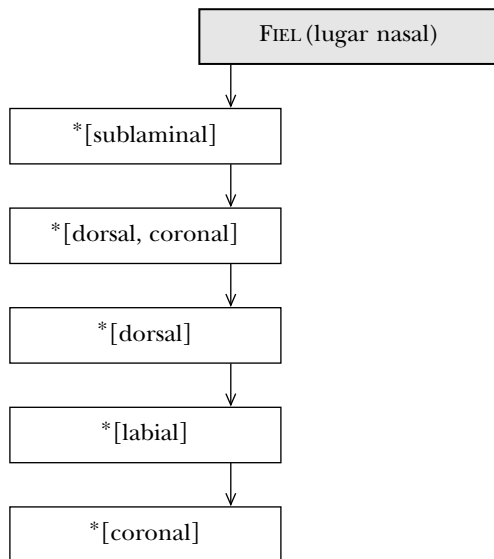 FIEL (lugar nasal)
*[sublaminal]
*[dorsal, coronal]
*[dorsal]
*[labial]
*[coronal]